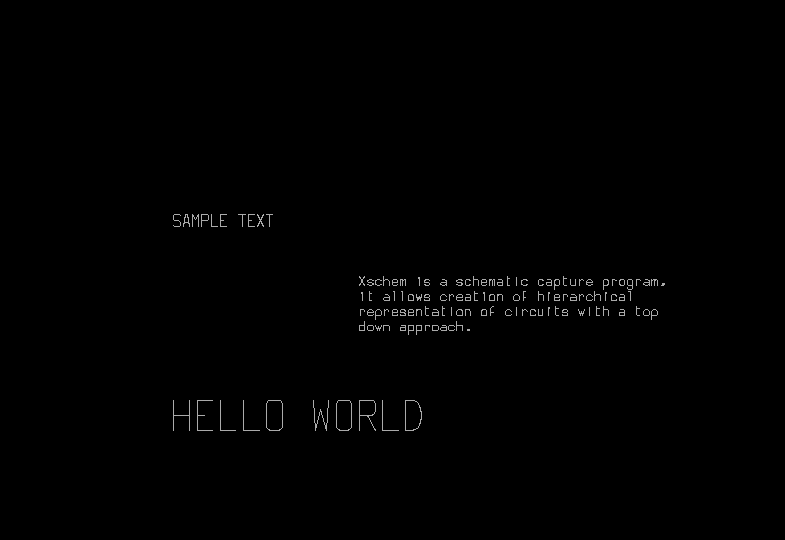 SAMPLE TEXT
Xschem is a schematic capture program,
it allows creation of hierarchical
representation of circuits with a top
down approach.
HELLO WORLD